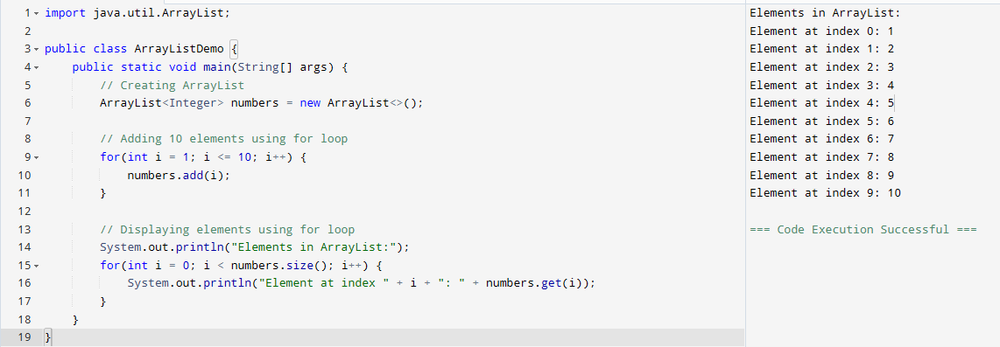 1 import java.util.ArrayList;
2
3 public class ArrayListDemo {
4     public static void main(String[] args) {
5         // Creating ArrayList
6         ArrayList<Integer> numbers = new ArrayList<>();
7
8         // Adding 10 elements using for loop
9         for(int i = 1; i <= 10; i++) {
10             numbers.add(i);
11         }
12
13         // Displaying elements using for loop
14         System.out.println("Elements in ArrayList:");
15         for(int i = 0; i < numbers.size(); i++) {
16             System.out.println("Element at index " + i + ": " + numbers.get(i));
17         }
18     }
19 }
Elements in ArrayList:
Element at index 0: 1
Element at index 1: 2
Element at index 2: 3
Element at index 3: 4
Element at index 4: 5
Element at index 5: 6
Element at index 6: 7
Element at index 7: 8
Element at index 8: 9
Element at index 9: 10
=== Code Execution Successful ===